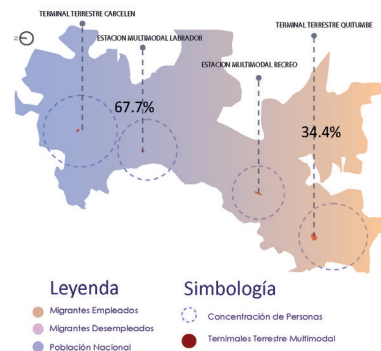 TERMINAL TERRESTRE CARCELEN
TERMINAL TERRESTRE QUITUMBE
ESTACION MULTIMODAL LABRADOR
ESTACION MULTIMODAL RECREO
67.7%
34.4%
Leyenda
Migrantes Empleados
Migrantes Desempleados
Población Nacional
Simbología
Concentración de Personas
Ternimales Terrestre Multimodal